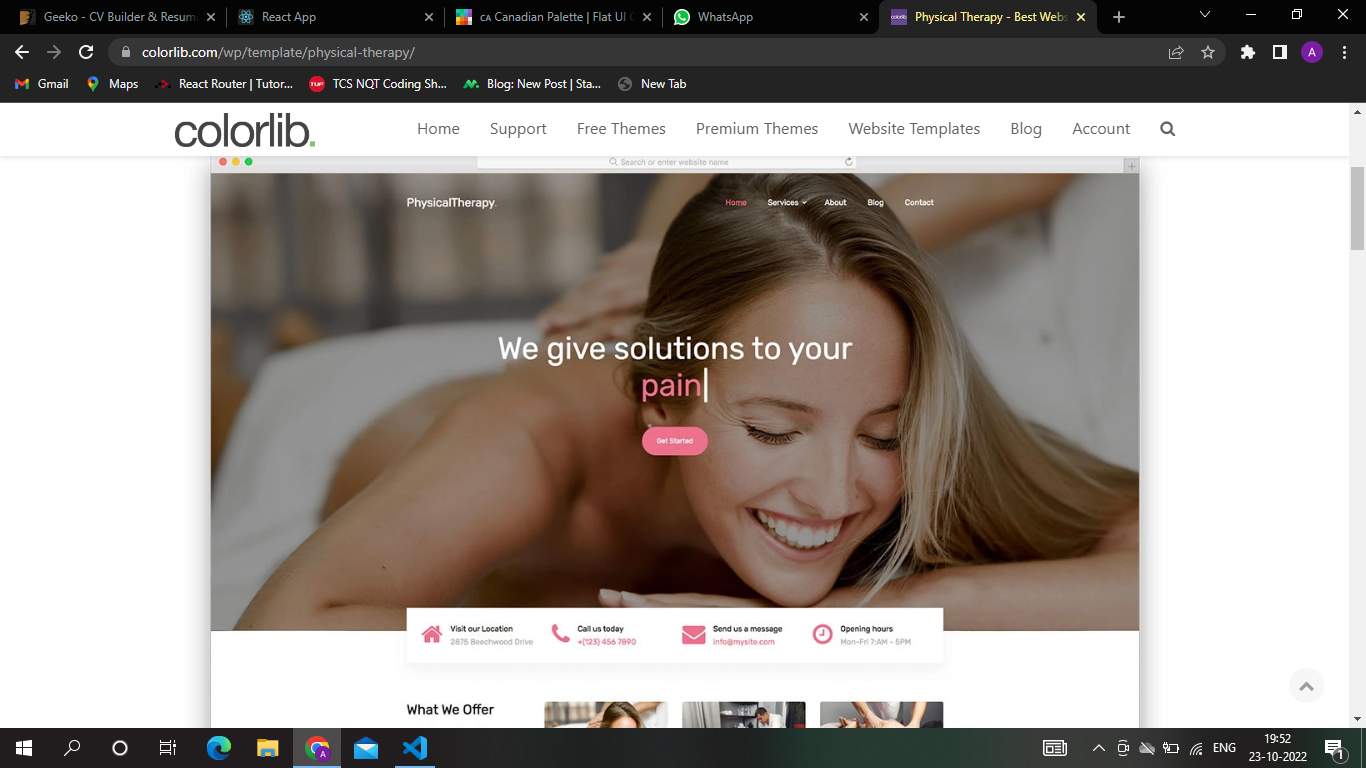 Geeko - CV Builder & Resum
React App
CA Canadian Palette | Flat UI C
WhatsApp
Physical Therapy - Best Webs
colorlib.com/wp/template/physical-therapy/
A
Gmail
Maps
React Router | Tutor...
TCS NQT Coding Sh...
Blog: New Post | Sta...
New Tab
colorlib.
Home
Support
Free Themes
Premium Themes
Website Templates
Blog
Account
Search or enter website name
PhysicalTherapy.
Home
Services
About
Blog
Contact
We give solutions to your
pain
Get Started
Visit our Location
2875 Beechwood Drive
Call us today
+(123) 456 7890
Send us a message
info@mysite.com
Opening hours
Mon-Fri 7:AM - 5PM
What We Offer
ENG
19:52
23-10-2022
1